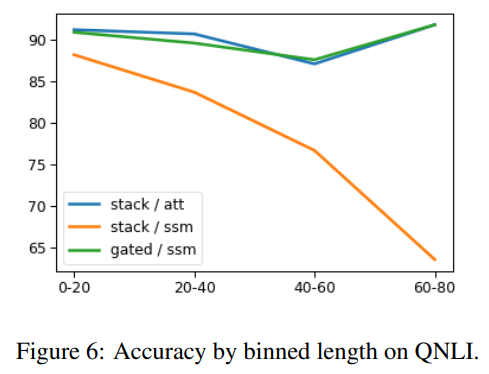 90
85
80
75
70
65
stack / att
stack / ssm
gated / ssm
0-20 20-40 40-60 60-80
Figure 6: Accuracy by binned length on QNLI.